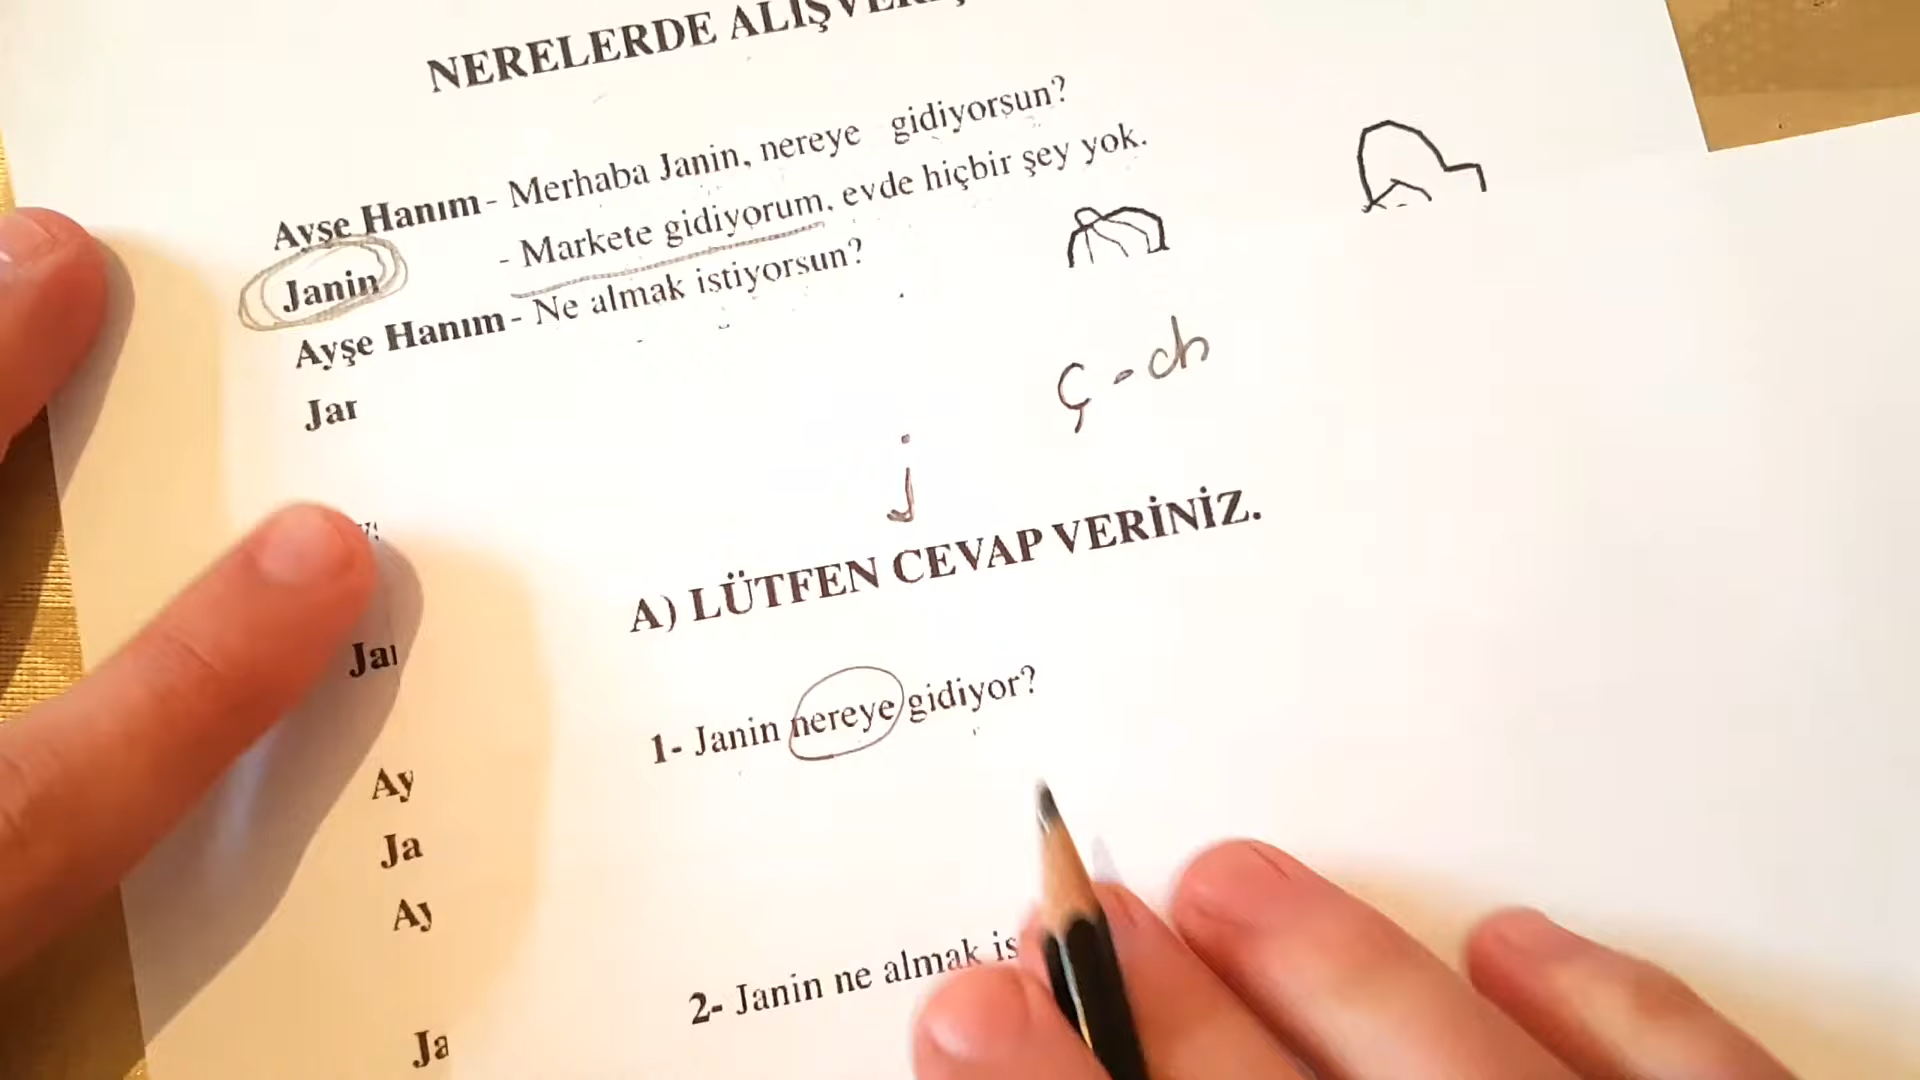 NERELERDE ALIŞVERİŞ
Ayşe Hanım - Merhaba Janin, nereye gidiyorsun?
Janin - Markete gidiyorum, evde hiçbir şey yok.
Ayşe Hanım - Ne almak istiyorsun?
ç - ch
Jar
j
A) LÜTFEN CEVAP VERİNİZ.
Jaı
1- Janin nereye gidiyor?
Ay
Ja
Ay
2- Janin ne almak is
Ja